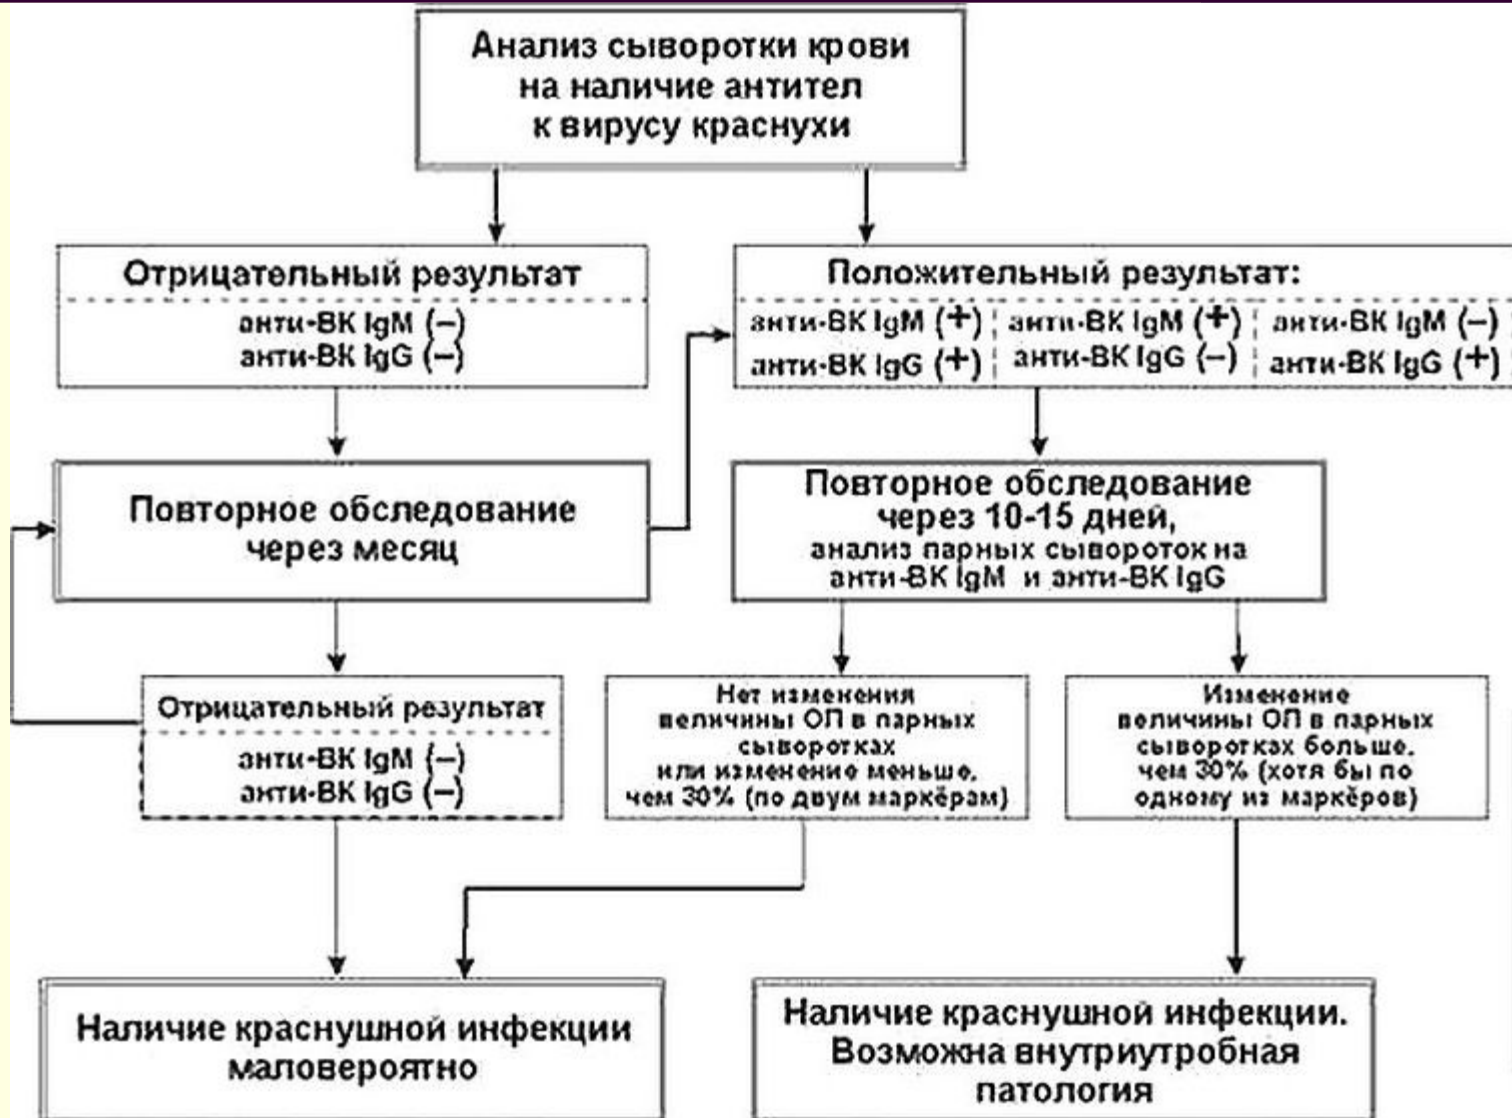 Анализ сыворотки крови
на наличие антител
к вирусу краснухи
Отрицательный результат
анти-ВК IgM (–)
анти-ВК IgG (–)
Положительный результат:
анти-ВК IgM (+)
анти-ВК IgG (+)
анти-ВК IgM (+)
анти-ВК IgG (–)
анти-ВК IgM (–)
анти-ВК IgG (+)
Повторное обследование
через месяц
Повторное обследование
через 10-15 дней,
анализ парных сывороток на
анти-ВК IgM и анти-ВК IgG
Отрицательный результат
анти-ВК IgM (–)
анти-ВК IgG (–)
Нет изменения
величины ОП в парных
сыворотках
или изменение меньше.
чем 30% (по двум маркёрам)
Изменение
величины ОП в парных
сыворотках больше.
чем 30% (хотя бы по
одному из маркёров)
Наличие краснушной инфекции
маловероятно
Наличие краснушной инфекции.
Возможна внутриутробная
патология